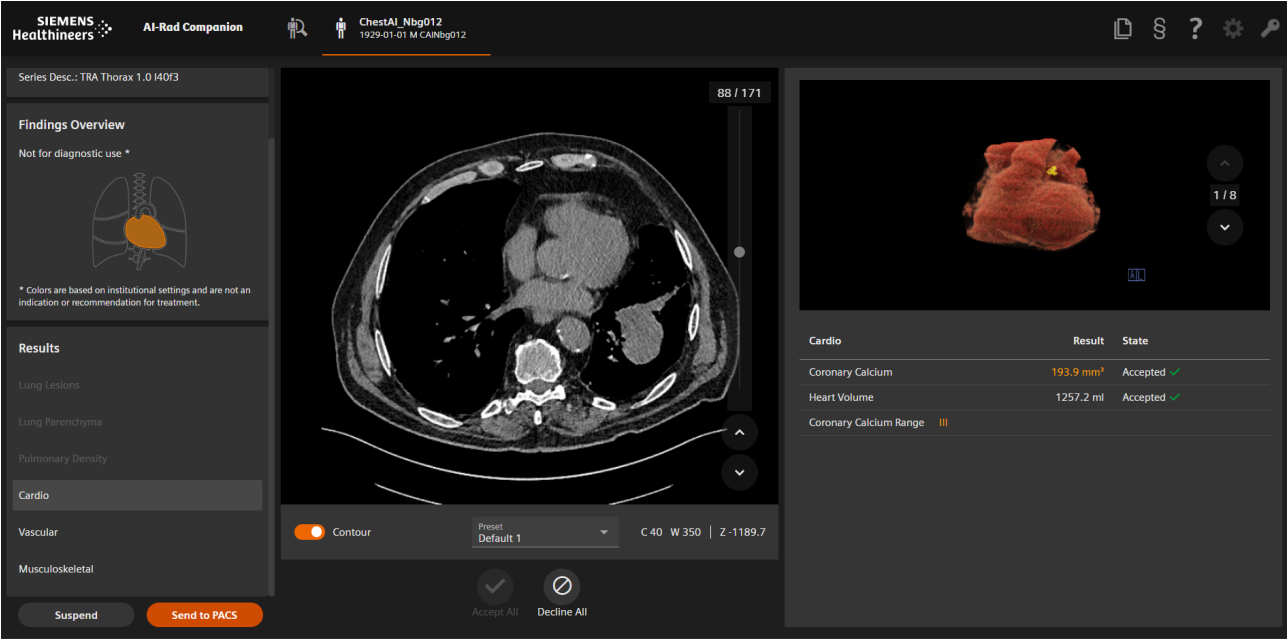 SIEMENS
Healthineers
AI-Rad Companion
ChestAI_Nbg012
1929-01-01 M CAINbg012
Series Desc.: TRA Thorax 1.0 I40f3
Findings Overview
Not for diagnostic use *
* Colors are based on institutional settings and are not an
indication or recommendation for treatment.
Results
Lung Lesions
Lung Parenchyma
Pulmonary Density
Cardio
Vascular
Musculoskeletal
Suspend
Send to PACS
88 / 171
Contour
Preset
Default 1
C 40 W 350 | Z -1189.7
Accept All
Decline All
1 / 8
Cardio Result State
Coronary Calcium 193.9 mm³ Accepted
Heart Volume 1257.2 ml Accepted
Coronary Calcium Range III